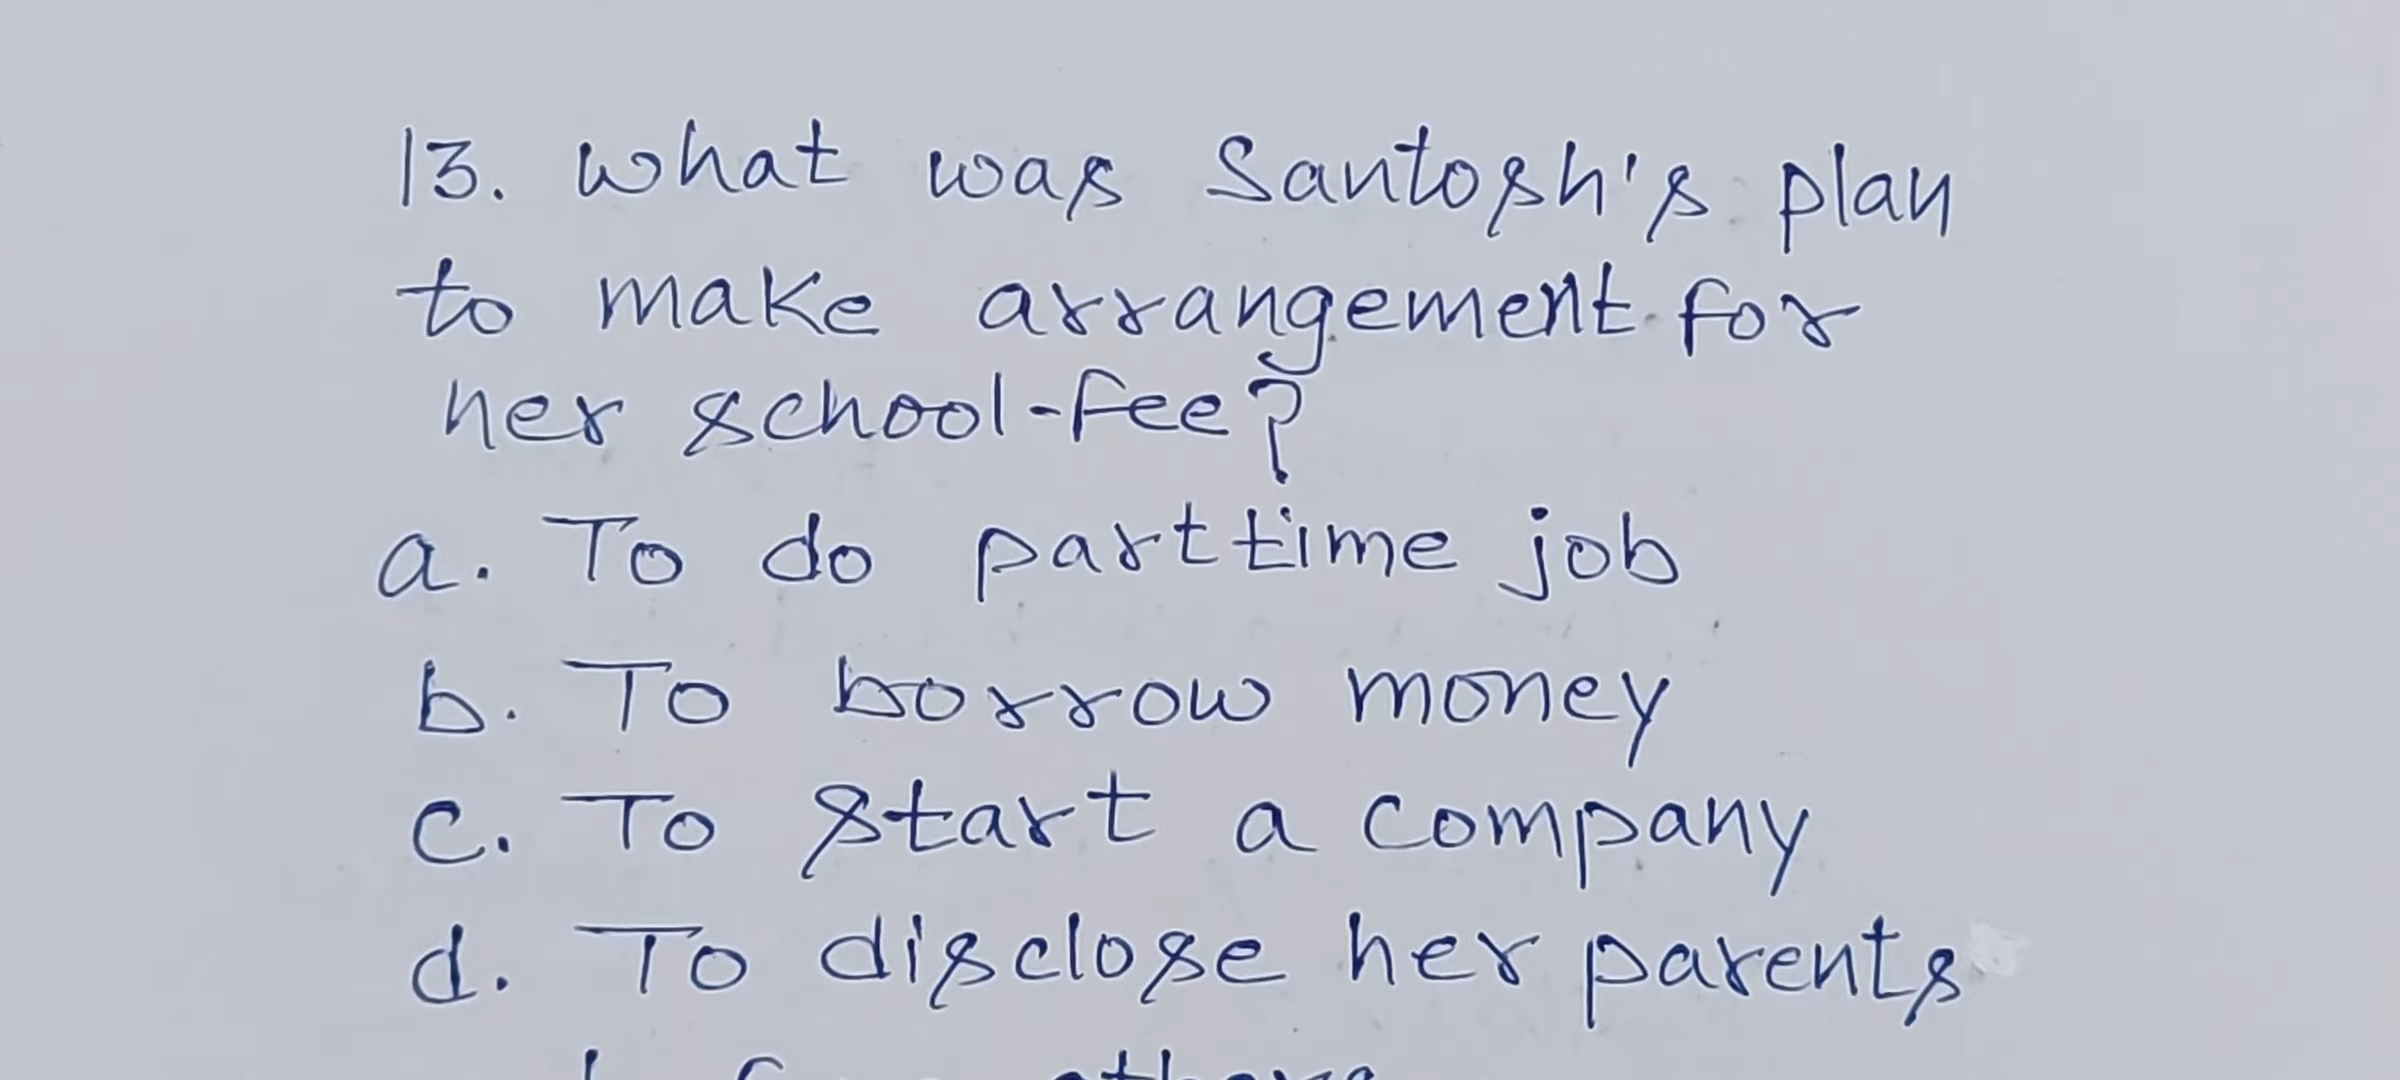 13. what was Santosh's plan
to make arrangement for
her school-fee?
a. To do parttime job
b. To borrow money
c. To start a company
d. To disclose her parents